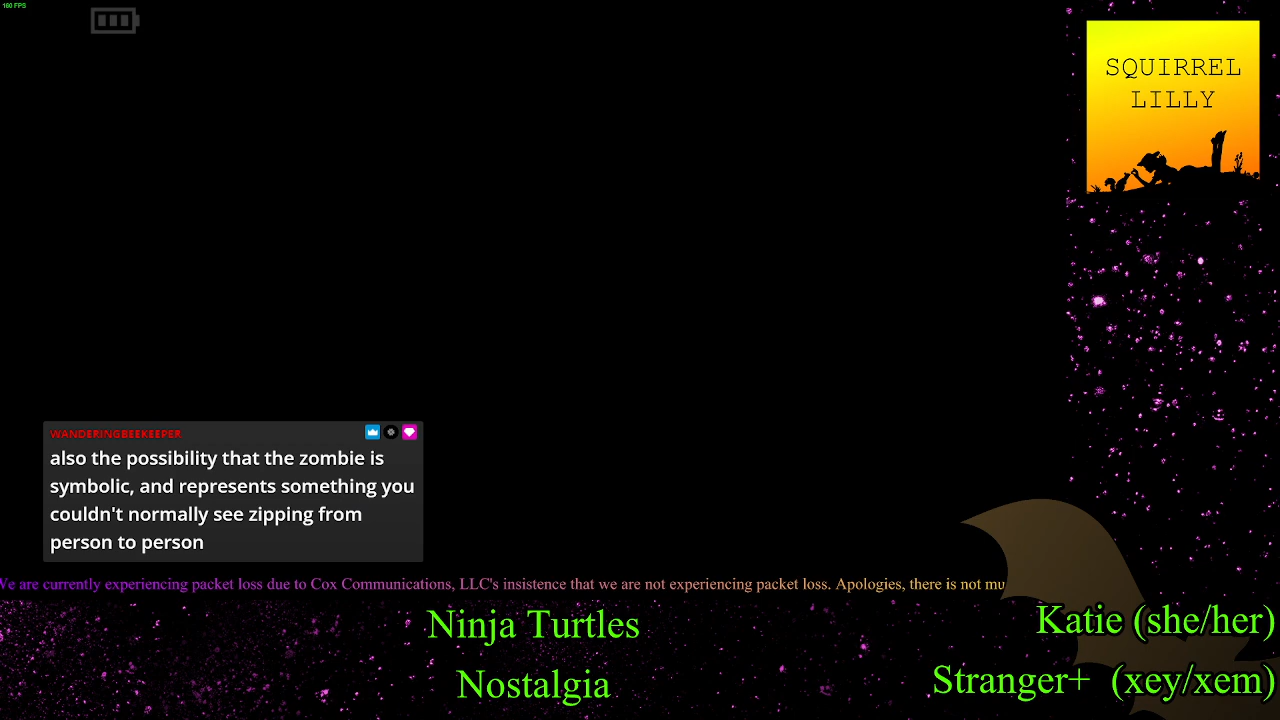 160 FPS
SQUIRREL
LILLY
WANDERINGBEEKEEPER
also the possibility that the zombie is
symbolic, and represents something you
couldn't normally see zipping from
person to person
We are currently experiencing packet loss due to Cox Communications, LLC's insistence that we are not experiencing packet loss. Apologies, there is not mu
Ninja Turtles
Nostalgia
Katie (she/her)
Stranger+ (xey/xem)